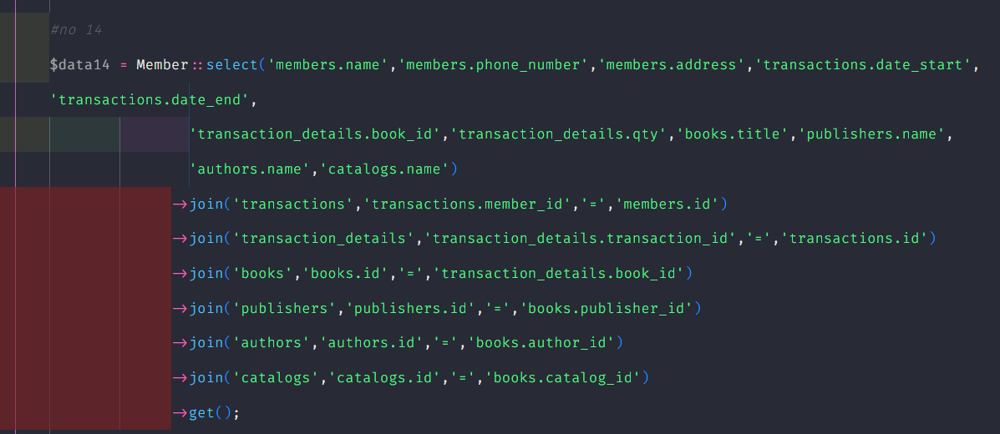 #no 14
$data14 = Member::select('members.name','members.phone_number','members.address','transactions.date_start',
'transactions.date_end',
'transaction_details.book_id','transaction_details.qty','books.title','publishers.name',
'authors.name','catalogs.name')
->join('transactions','transactions.member_id','=','members.id')
->join('transaction_details','transaction_details.transaction_id','=','transactions.id')
->join('books','books.id','=','transaction_details.book_id')
->join('publishers','publishers.id','=','books.publisher_id')
->join('authors','authors.id','=','books.author_id')
->join('catalogs','catalogs.id','=','books.catalog_id')
->get();